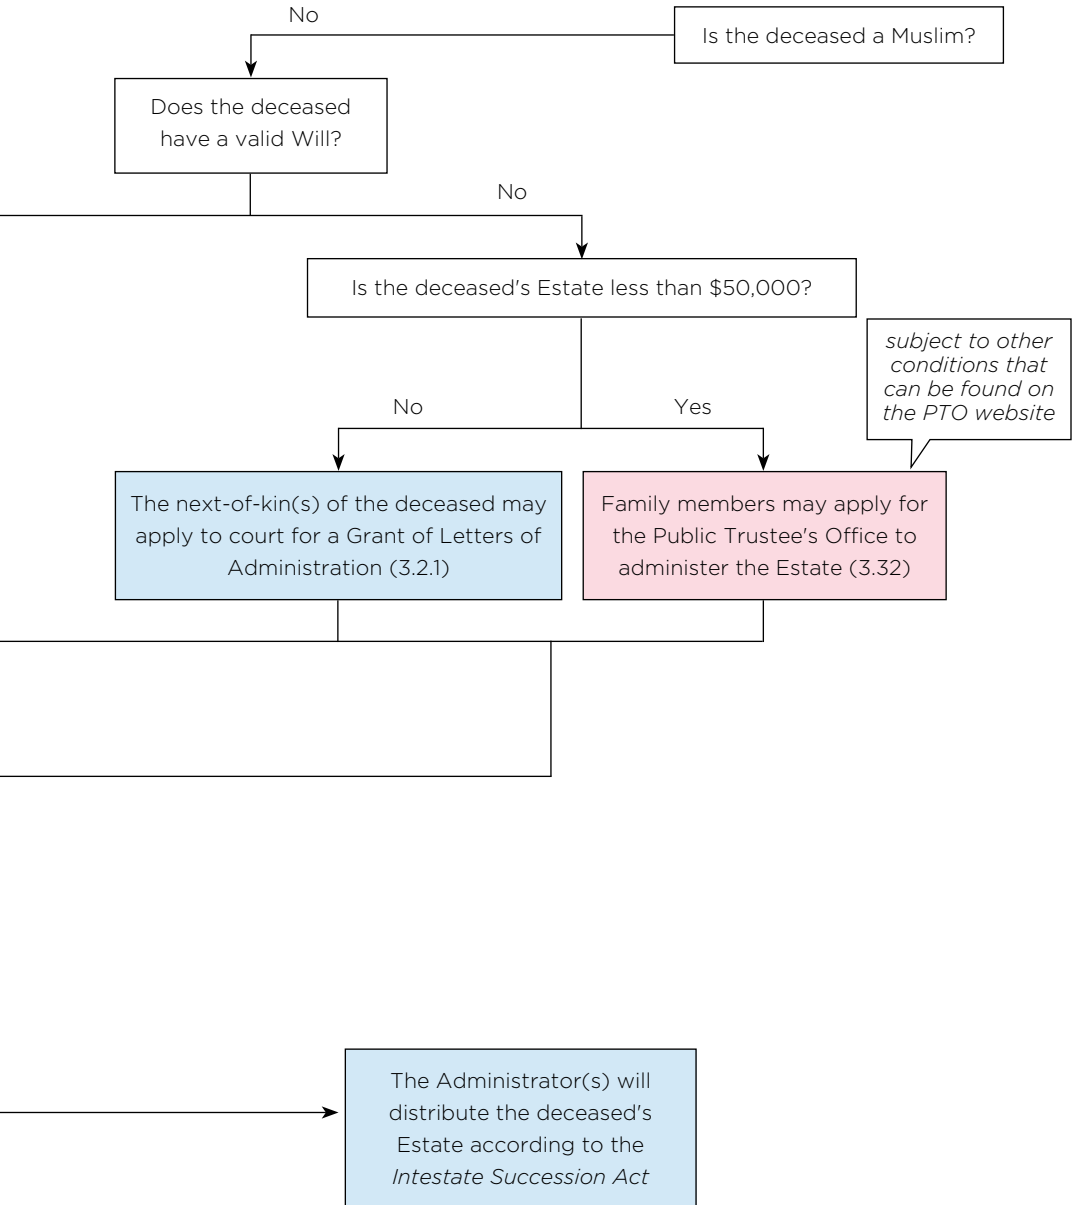 No
Is the deceased a Muslim?
Does the deceased
have a valid Will?
No
Is the deceased's Estate less than $50,000?
subject to other
conditions that
can be found on
the PTO website
No
Yes
The next-of-kin(s) of the deceased may
apply to court for a Grant of Letters of
Administration (3.2.1)
Family members may apply for
the Public Trustee's Office to
administer the Estate (3.32)
The Administrator(s) will
distribute the deceased's
Estate according to the
Intestate Succession Act